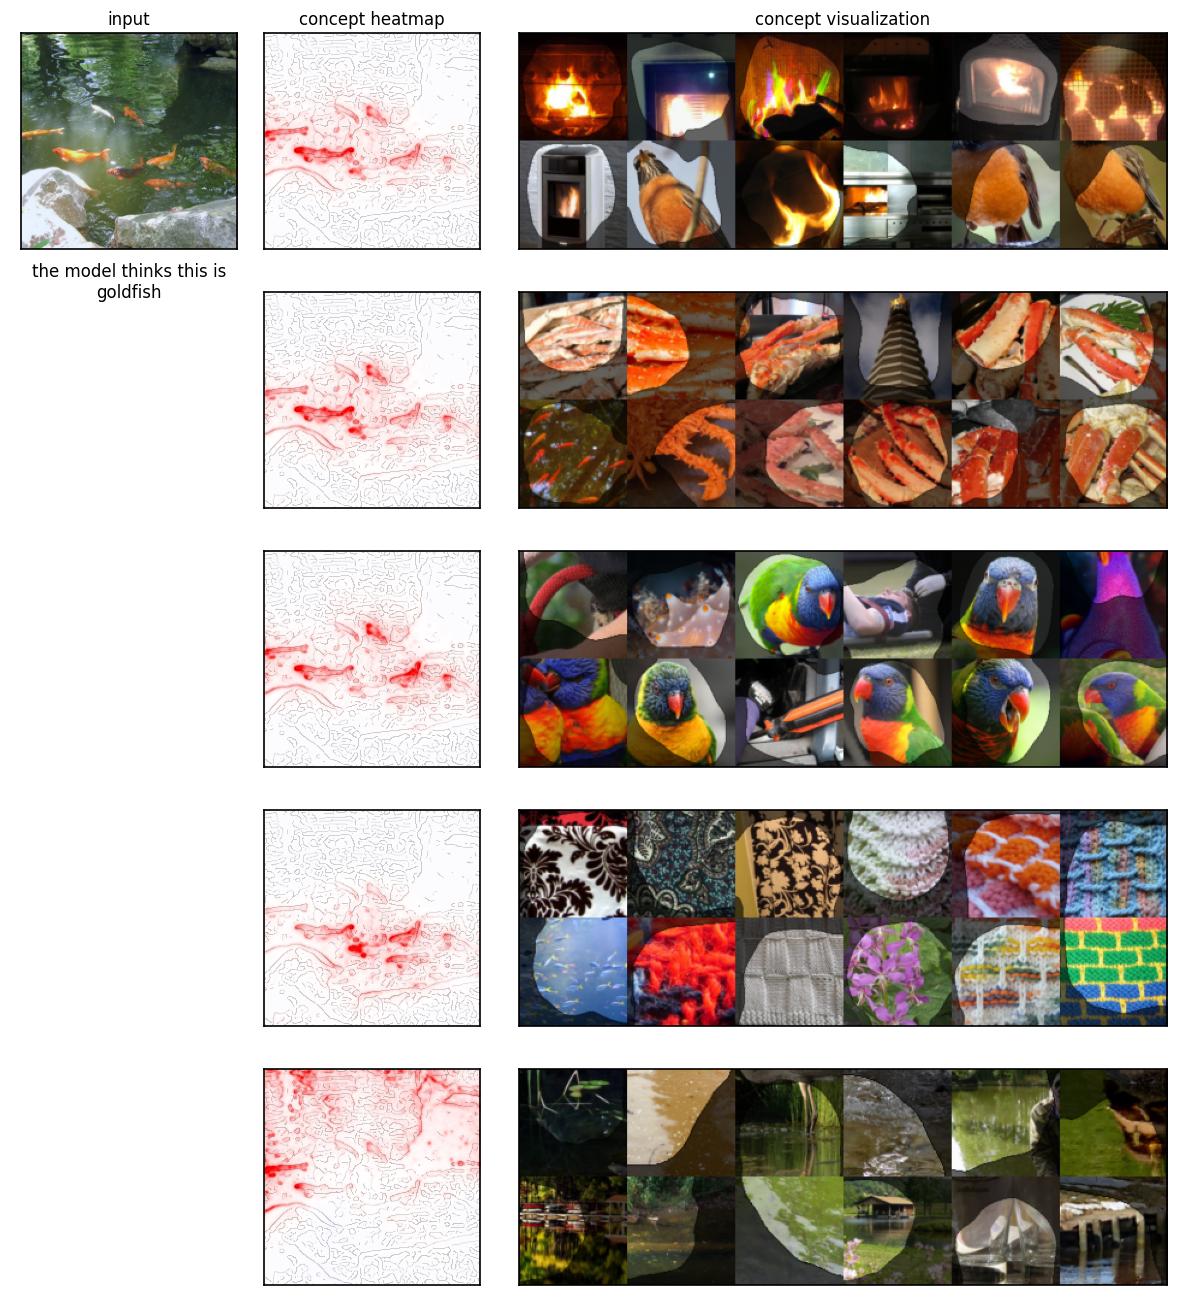 input
concept heatmap
concept visualization
the model thinks this is
goldfish